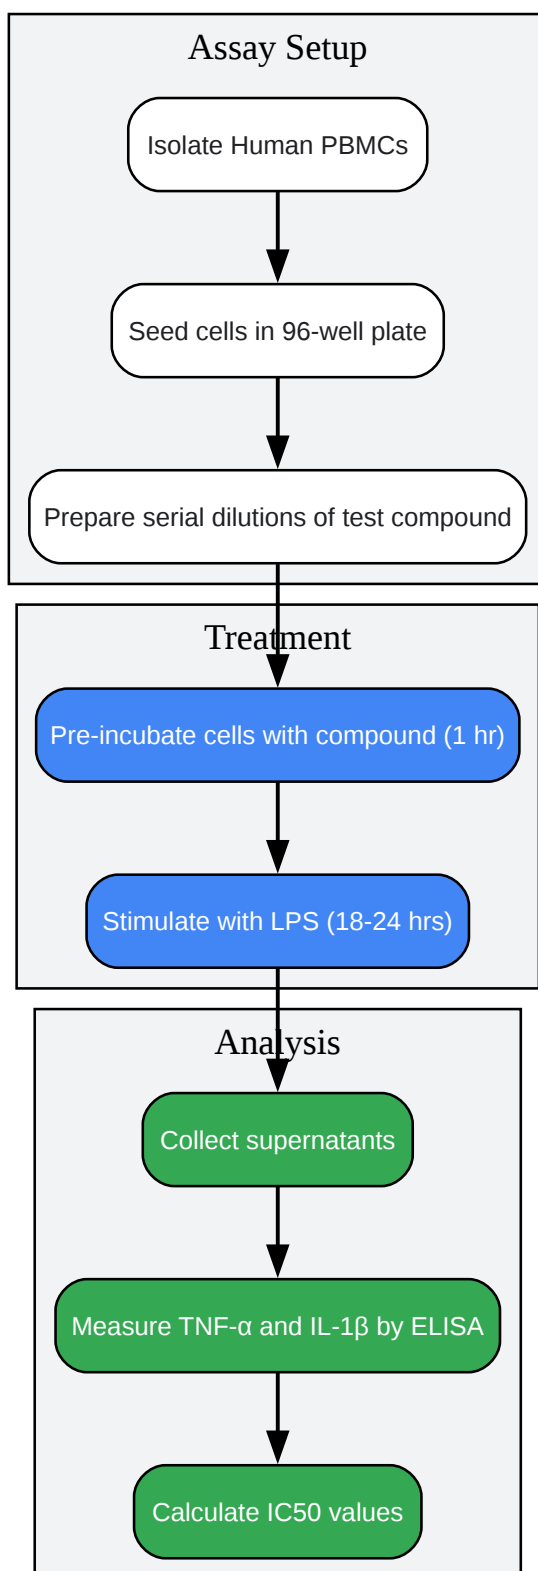 Assay Setup
Isolate Human PBMCs
Seed cells in 96-well plate
Prepare serial dilutions of test compound
Treatment
Pre-incubate cells with compound (1 hr)
Stimulate with LPS (18-24 hrs)
Analysis
Collect supernatants
Measure TNF-α and IL-1β by ELISA
Calculate IC50 values